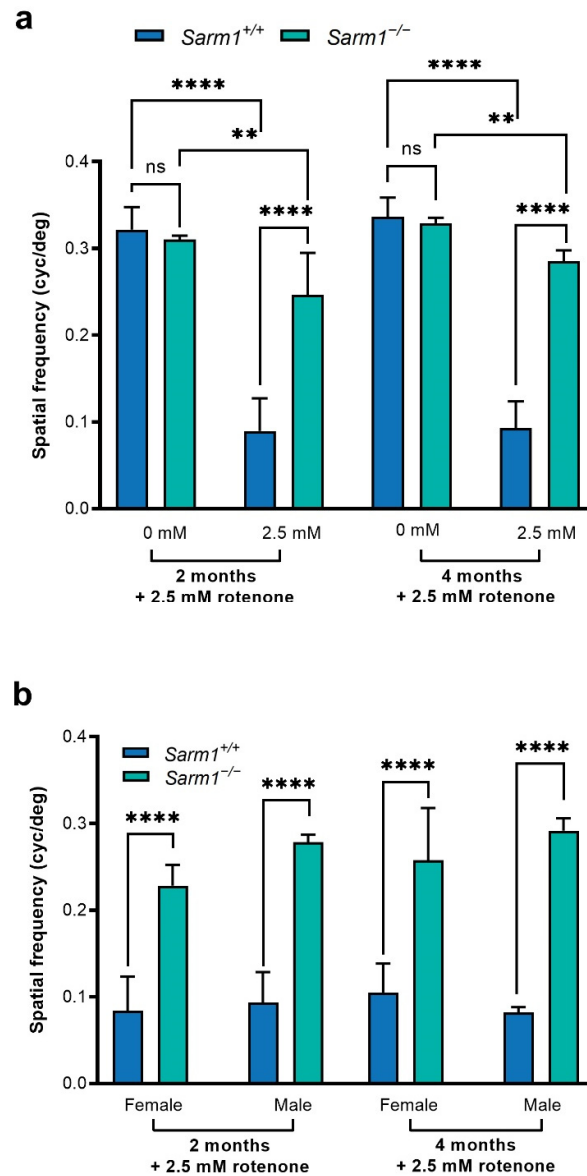 a
Sarm1+/+ Sarm1−/−
**** ****
** **
ns **** ns ****
Spatial frequency (cyc/deg)
0.4
0.3
0.2
0.1
0.0
0 mM 2.5 mM 0 mM 2.5 mM
2 months 4 months
+ 2.5 mM rotenone + 2.5 mM rotenone
b
Sarm1+/+
Sarm1−/−
**** **** **** ****
Spatial frequency (cyc/deg)
0.4
0.3
0.2
0.1
0.0
Female Male Female Male
2 months 4 months
+ 2.5 mM rotenone + 2.5 mM rotenone